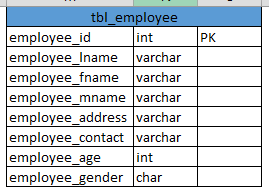 tbl_employee
employee_id int PK
employee_lname varchar
employee_fname varchar
employee_mname varchar
employee_address varchar
employee_contact varchar
employee_age int
employee_gender char